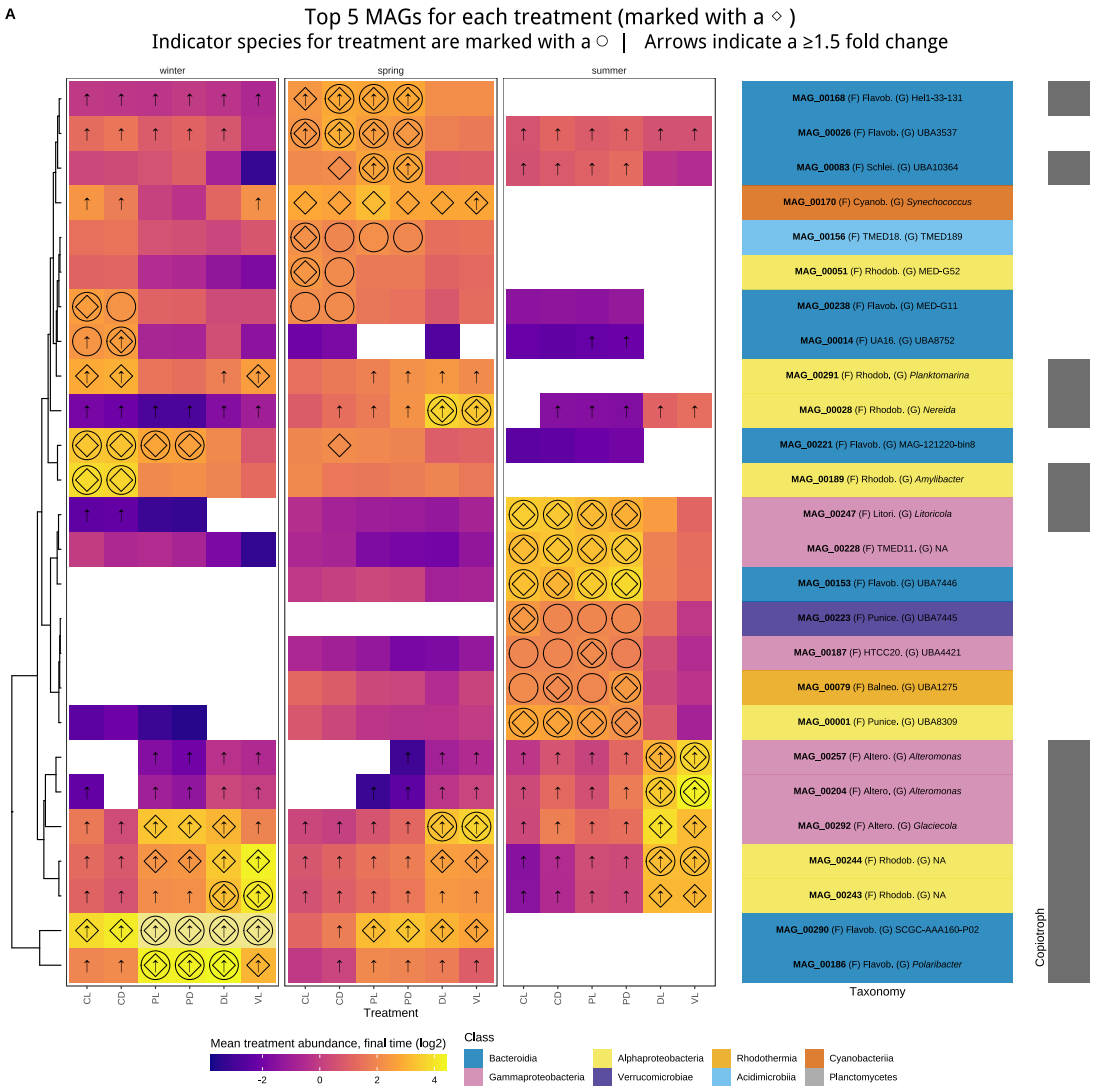 A
Top 5 MAGs for each treatment (marked with a ◇ )
Indicator species for treatment are marked with a ○ | Arrows indicate a ≥1.5 fold change
winter
spring
summer
MAG_00168 (F) Flavob. (G) Hel1-33-131
MAG_00026 (F) Flavob. (G) UBA3537
MAG_00083 (F) Schlei. (G) UBA10364
MAG_00170 (F) Cyanob. (G) Synechococcus
MAG_00156 (F) TMED18. (G) TMED189
MAG_00051 (F) Rhodob. (G) MED-G52
MAG_00238 (F) Flavob. (G) MED-G11
MAG_00014 (F) UA16. (G) UBA8752
MAG_00291 (F) Rhodob. (G) Planktomarina
MAG_00028 (F) Rhodob. (G) Nereida
MAG_00221 (F) Flavob. (G) MAG-121220-bin8
MAG_00189 (F) Rhodob. (G) Amylibacter
MAG_00247 (F) Litori. (G) Litoricola
MAG_00228 (F) TMED11. (G) NA
MAG_00153 (F) Flavob. (G) UBA7446
MAG_00223 (F) Punice. (G) UBA7445
MAG_00187 (F) HTCC20. (G) UBA4421
MAG_00079 (F) Balneo. (G) UBA1275
MAG_00001 (F) Punice. (G) UBA8309
MAG_00257 (F) Altero. (G) Alteromonas
MAG_00204 (F) Altero. (G) Alteromonas
MAG_00292 (F) Altero. (G) Glaciecola
MAG_00244 (F) Rhodob. (G) NA
MAG_00243 (F) Rhodob. (G) NA
MAG_00290 (F) Flavob. (G) SCGC-AAA160-P02
MAG_00186 (F) Flavob. (G) Polaribacter
Copiotroph
CL CD PL PD DL VL
CL CD PL PD DL VL
CL CD PL PD DL VL
Treatment
Taxonomy
Mean treatment abundance, final time (log2)
-2 0 2 4
Class
Bacteroidia
Alphaproteobacteria
Rhodothermia
Cyanobacteriia
Gammaproteobacteria
Verrucomicrobiae
Acidimicrobiia
Planctomycetes